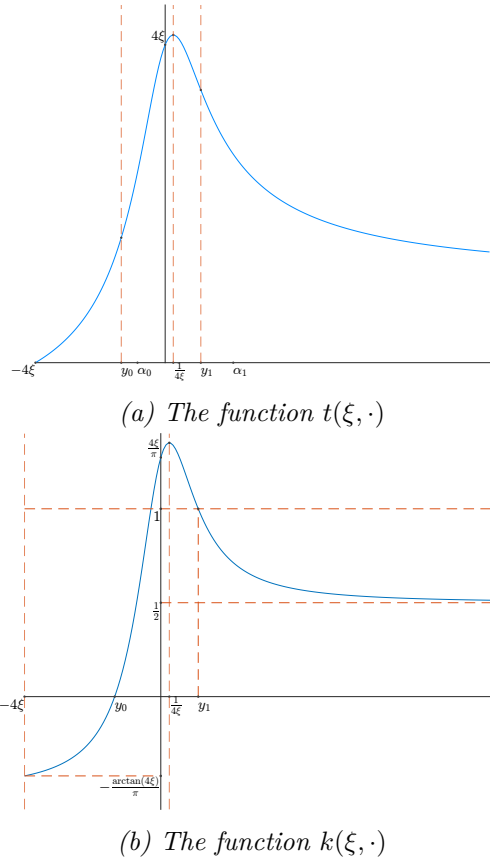 4ξ
−4ξ y₀ α₀ 1/4ξ y₁ α₁
(a) The function t(ξ, ·)
4ξ/π
1
1/2
−4ξ y₀ 1/4ξ y₁
− arctan(4ξ)/π
(b) The function k(ξ, ·)